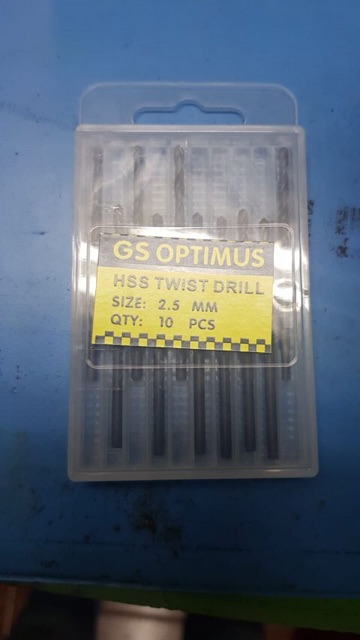 GS OPTIMUS
HSS TWIST DRILL
SIZE: 2.5 MM
QTY: 10 PCS